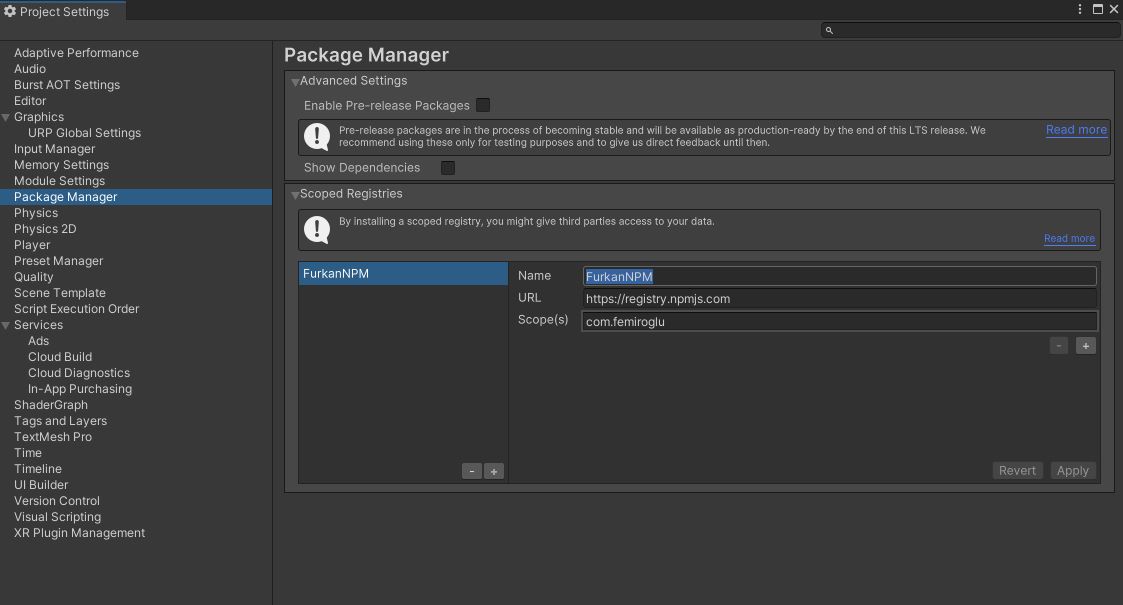 Project Settings
Adaptive Performance
Audio
Burst AOT Settings
Editor
Graphics
URP Global Settings
Input Manager
Memory Settings
Module Settings
Package Manager
Physics
Physics 2D
Player
Preset Manager
Quality
Scene Template
Script Execution Order
Services
Ads
Cloud Build
Cloud Diagnostics
In-App Purchasing
ShaderGraph
Tags and Layers
TextMesh Pro
Time
Timeline
UI Builder
Version Control
Visual Scripting
XR Plugin Management
Package Manager
Advanced Settings
Enable Pre-release Packages
Pre-release packages are in the process of becoming stable and will be available as production-ready by the end of this LTS release. We
recommend using these only for testing purposes and to give us direct feedback until then.
Read more
Show Dependencies
Scoped Registries
By installing a scoped registry, you might give third parties access to your data.
Read more
FurkanNPM
Name FurkanNPM
URL https://registry.npmjs.com
Scope(s) com.femiroglu
- +
- +
Revert Apply